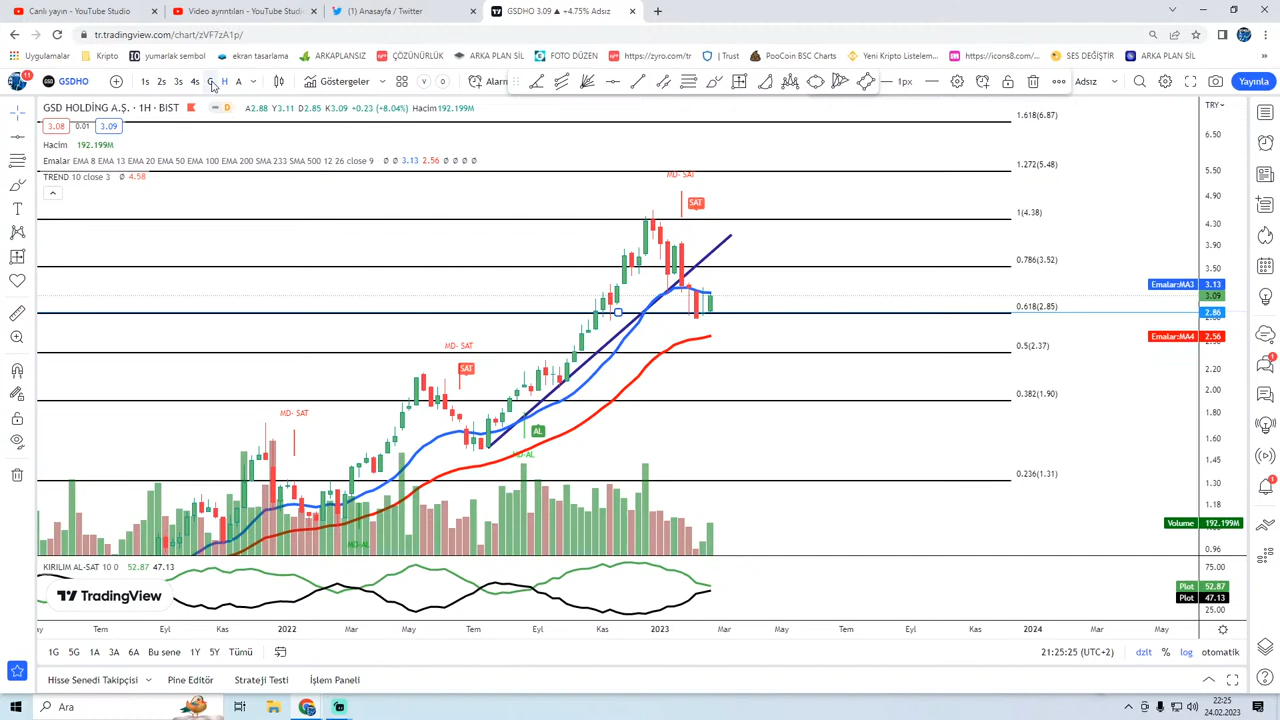 Canlı yayın - YouTube Studio
Video ayrıntıları - YouTube Studi
(1) Anasayfa / Twitter
GSDHO 3.09 ▲ +4.75% Adsız
tr.tradingview.com/chart/zVF7zA1p/
Uygulamalar
Kripto
yumarlak sembol
ekran tasarlama
ARKAPLANSIZ
ÇÖZÜNÜRLÜK
ARKA PLAN SİL
FOTO DÜZEN
https://zyro.com/tr
| Trust
PooCoin BSC Charts
Yeni Kripto Listelem...
https://icons8.com/...
SES DEĞİŞTİR
ARKA PLAN SİL
11
GSDHO
1s 2s 3s 4s G H A
Göstergeler
Alarm
1px
Adsız
Yayınla
GSD HOLDİNG A.Ş. · 1H · BIST
D
A2.88 Y3.11 D2.85 K3.09 +0.23 (+8.04%) Hacim192.199M
3.08 0.01 3.09
Hacim 192.199M
Emalar EMA 8 EMA 13 EMA 20 EMA 50 EMA 100 EMA 200 SMA 233 SMA 500 12 26 close 9 Ø Ø 3.13 2.56 Ø Ø Ø Ø
TREND 10 close 3 Ø 4.58
TRY
1.618(6.87)
6.50
1.272(5.48)
5.50
MD- SAT
4.90
SAT
1(4.38)
4.30
3.90
0.786(3.52)
3.50
Emalar:MA3 3.13
3.09
0.618(2.85)
2.86
Emalar:MA4 2.56
MD- SAT
0.5(2.37)
2.20
SAT
2.00
0.382(1.90)
MD- SAT
1.80
AL
1.60
MD-AL
1.45
0.236(1.31)
1.30
1.18
Volume 192.199M
MD-AL
0.96
KIRILIM AL-SAT 10 0 52.87 47.13
75.00
Plot 52.87
Plot 47.13
25.00
TradingView
Tem Eyl Kas 2022 Mar May Tem Eyl Kas 2023 Mar May Tem Eyl Kas 2024 Mar May
1G 5G 1A 3A 6A Bu sene 1Y 5Y Tümü
21:25:25 (UTC+2)
dzlt % log otomatik
Hisse Senedi Takipçisi
Pine Editör
Strateji Testi
İşlem Paneli
Ara
22:25
24.02.2023